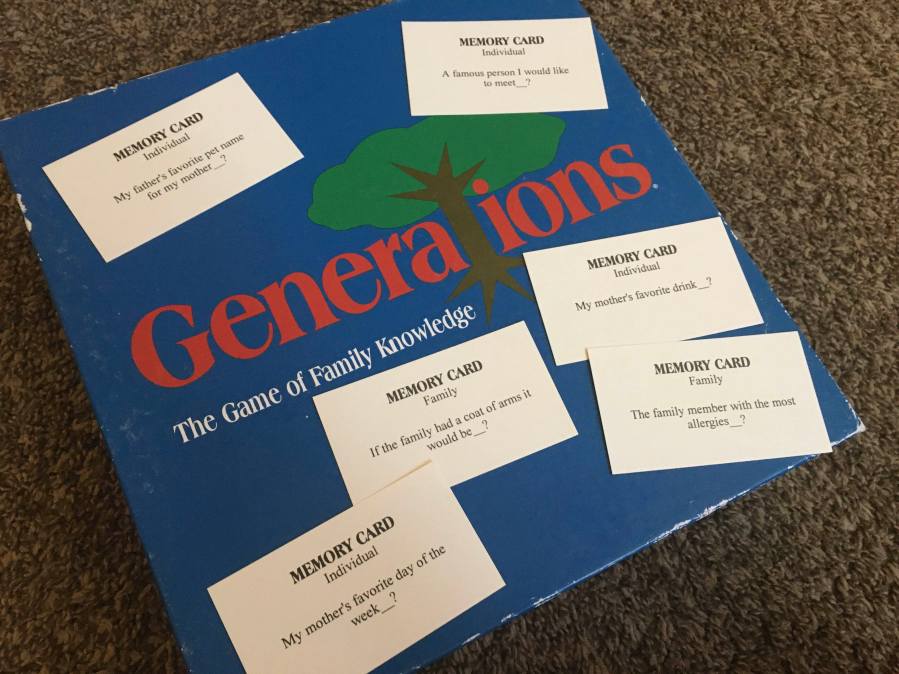 MEMORY CARD
Individual
A famous person I would like
to meet__?
MEMORY CARD
Individual
My father's favorite pet name
for my mother__?
Generations
The Game of Family Knowledge
MEMORY CARD
Individual
My mother's favorite drink__?
MEMORY CARD
Family
The family member with the most
allergies__?
MEMORY CARD
Family
If the family had a coat of arms it
would be__?
MEMORY CARD
Individual
My mother's favorite day of the
week__?